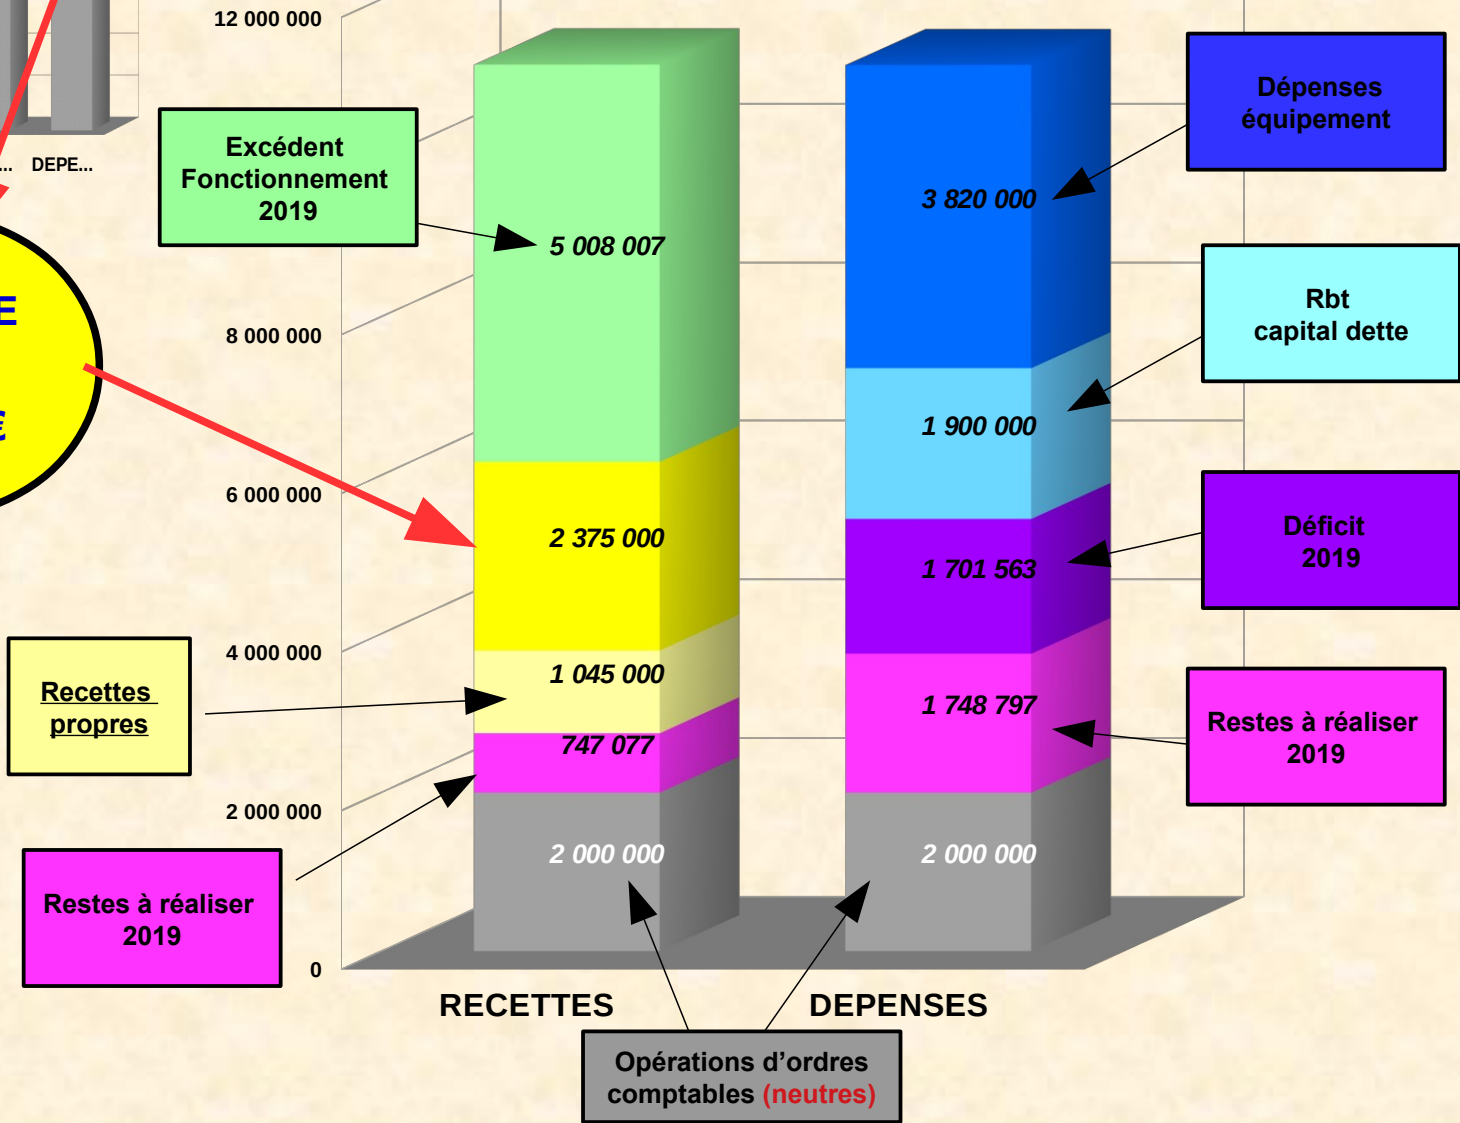 12 000 000
8 000 000
6 000 000
4 000 000
2 000 000
0
... DEPE...
E
€
Excédent
Fonctionnement
2019
5 008 007
2 375 000
1 045 000
747 077
2 000 000
Recettes
propres
Restes à réaliser
2019
3 820 000
1 900 000
1 701 563
1 748 797
2 000 000
Dépenses
équipement
Rbt
capital dette
Déficit
2019
Restes à réaliser
2019
RECETTES
DEPENSES
Opérations d’ordres
comptables (neutres)